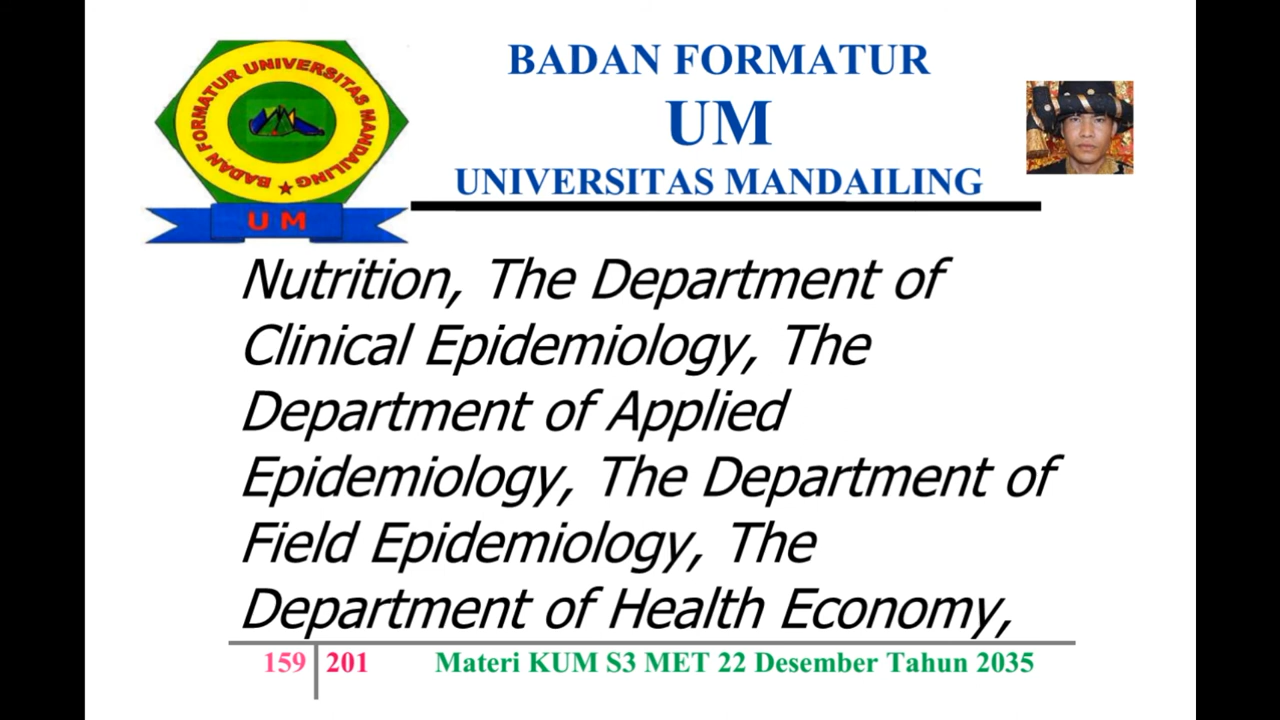 BADAN FORMATUR UNIVERSITAS MANDAILING
U M
BADAN FORMATUR
UM
UNIVERSITAS MANDAILING
Nutrition, The Department of
Clinical Epidemiology, The
Department of Applied
Epidemiology, The Department of
Field Epidemiology, The
Department of Health Economy,
159 201 Materi KUM S3 MET 22 Desember Tahun 2035